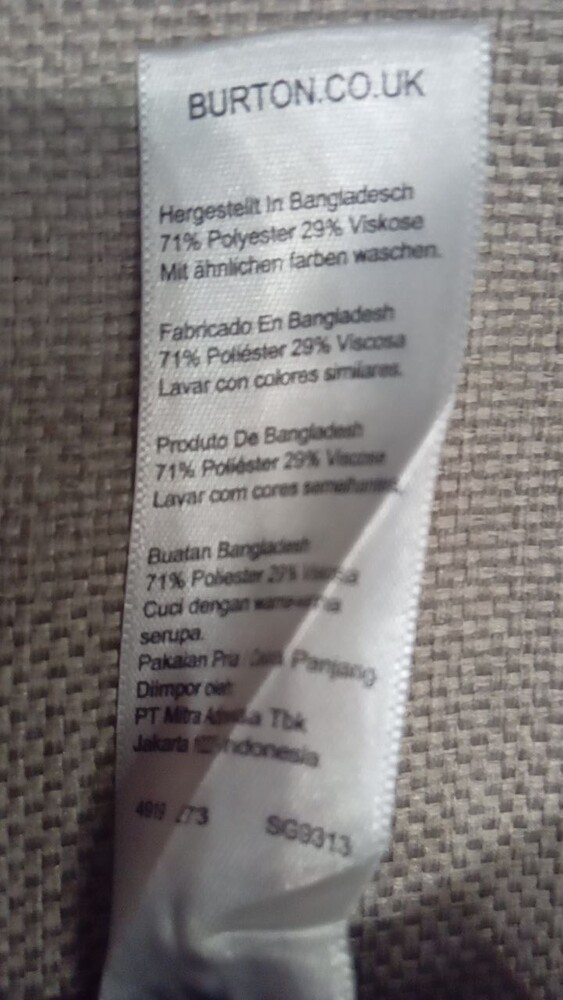 BURTON.CO.UK
Hergestellt In Bangladesch
71% Polyester 29% Viskose
Mit ähnlichen farben waschen.
Fabricado En Bangladesh
71% Poliéster 29% Viscosa
Lavar con colores similares.
Produto De Bangladesh
71% Poliéster 29% Viscose
Lavar com cores
Buatan Bangladesh
71% Poliester 29%
Cuci dengan
serupa.
Pakaian Pria Panjang
Diimpor oleh
PT Mitra Tbk
Jakarta Indonesia
SG9313